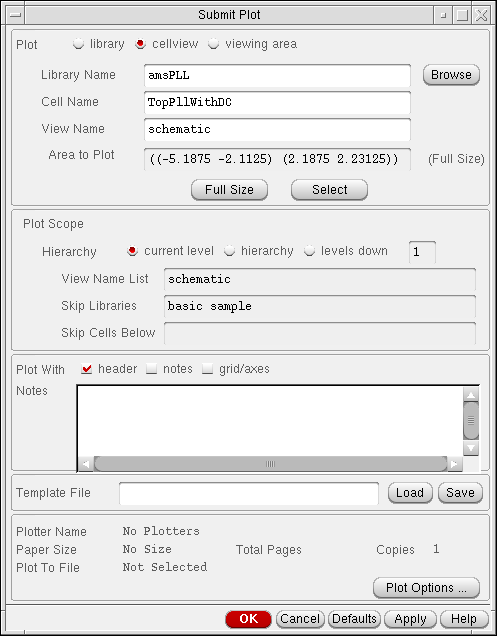 Submit Plot
Plot library cellview viewing area
Library Name amsPLL Browse
Cell Name TopPllWithDC
View Name schematic
Area to Plot ((-5.1875 -2.1125) (2.1875 2.23125)) (Full Size)
Full Size Select
Plot Scope
Hierarchy current level hierarchy levels down 1
View Name List schematic
Skip Libraries basic sample
Skip Cells Below
Plot With header notes grid/axes
Notes
Template File Load Save
Plotter Name No Plotters
Paper Size No Size Total Pages Copies 1
Plot To File Not Selected
Plot Options ...
OK Cancel Defaults Apply Help